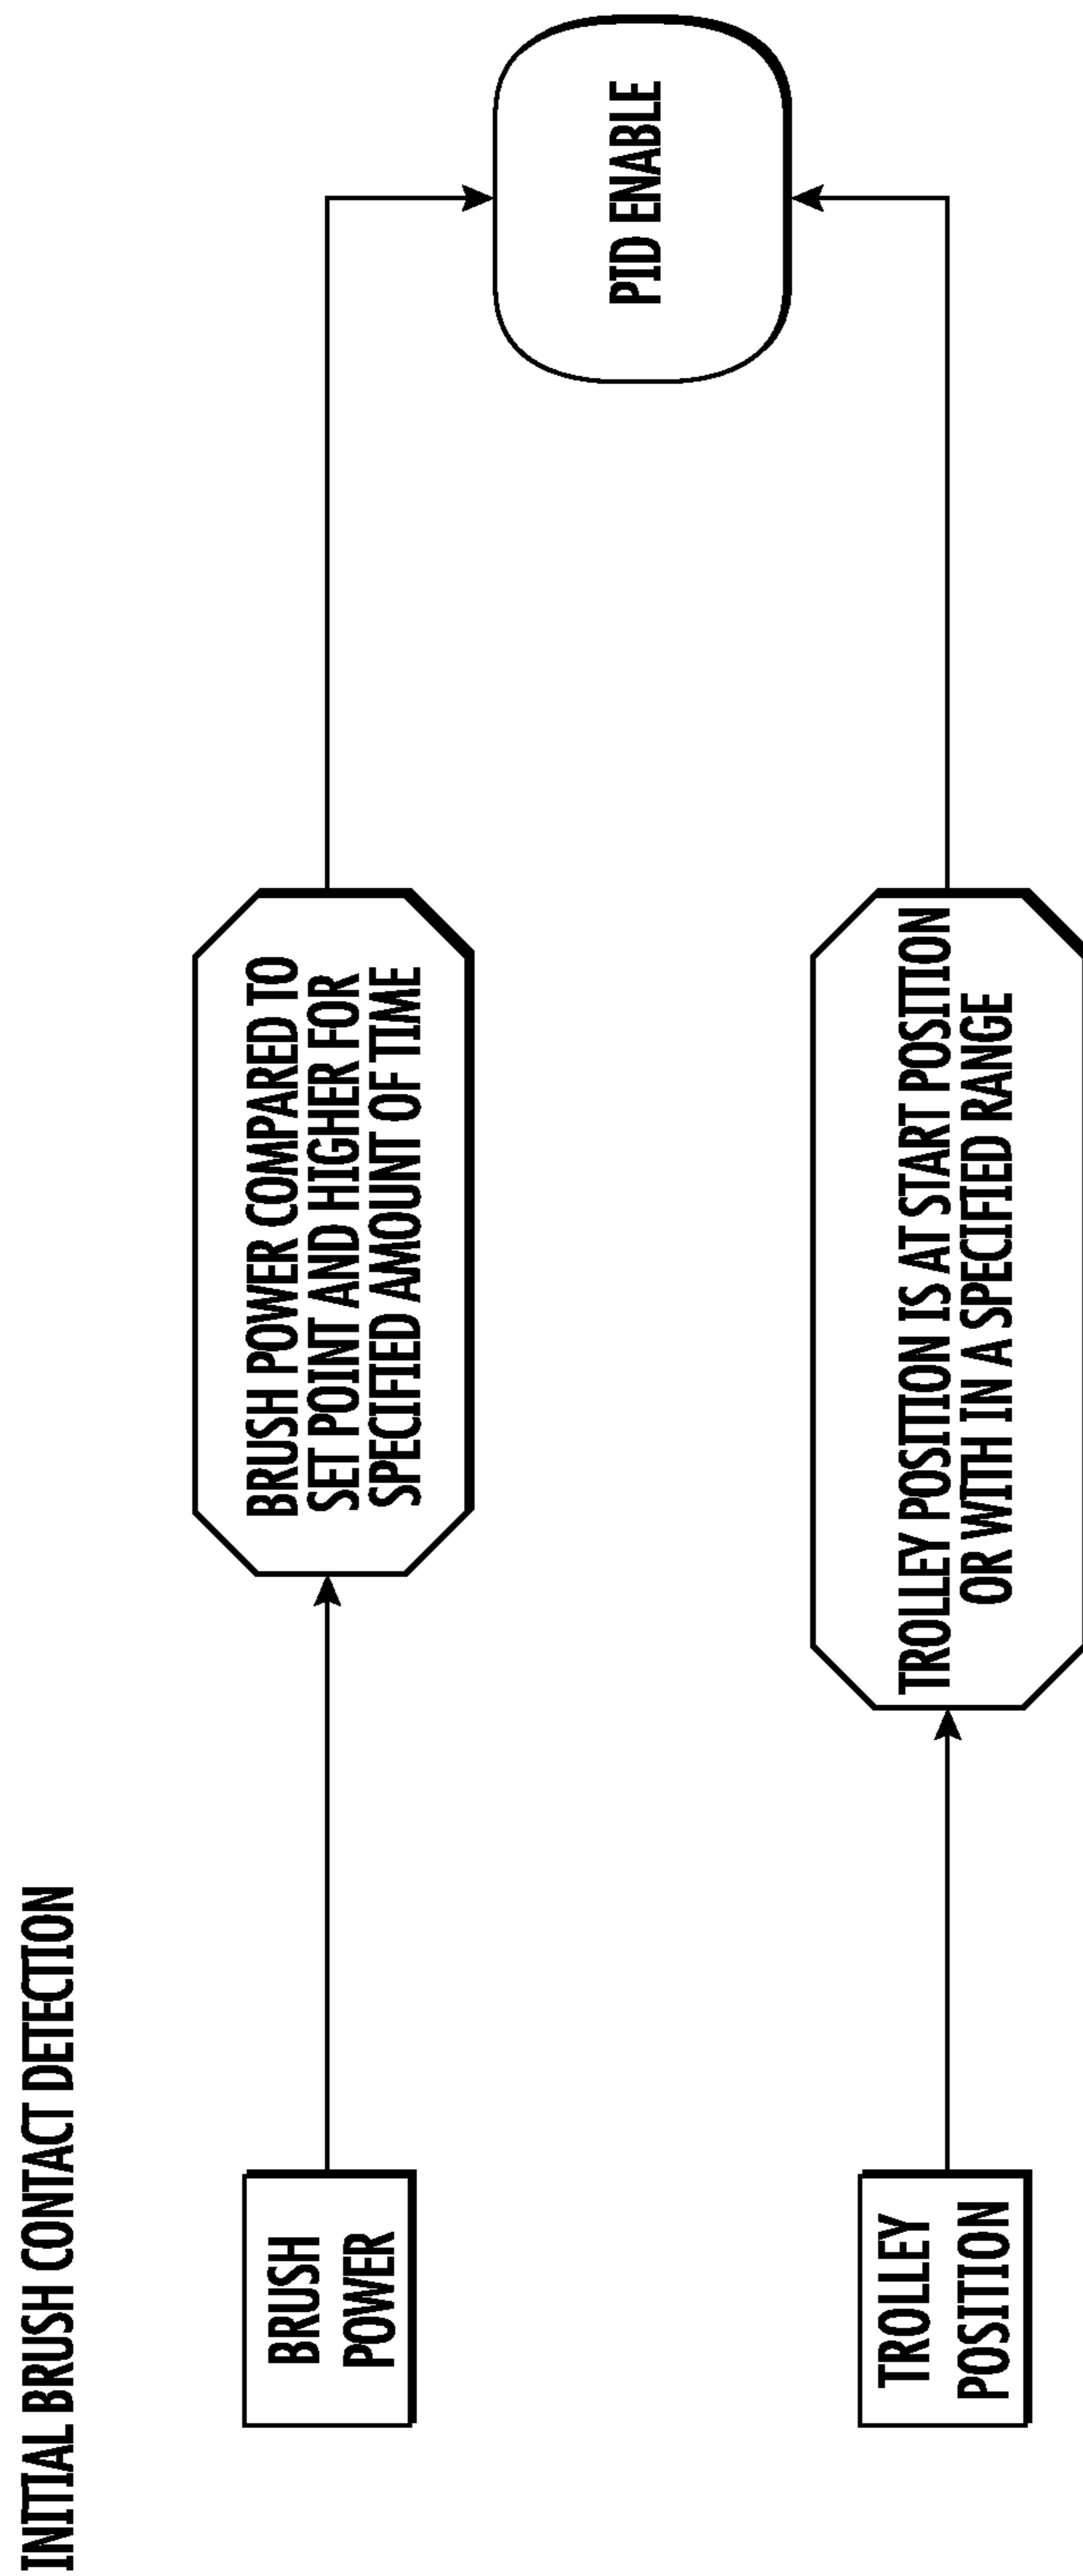 INITIAL BRUSH CONTACT DETECTION
BRUSH
POWER
BRUSH POWER COMPARED TO
SET POINT AND HIGHER FOR
SPECIFIED AMOUNT OF TIME
PID ENABLE
TROLLEY
POSITION
TROLLEY POSITION IS AT START POSITION
OR WITH IN A SPECIFIED RANGE